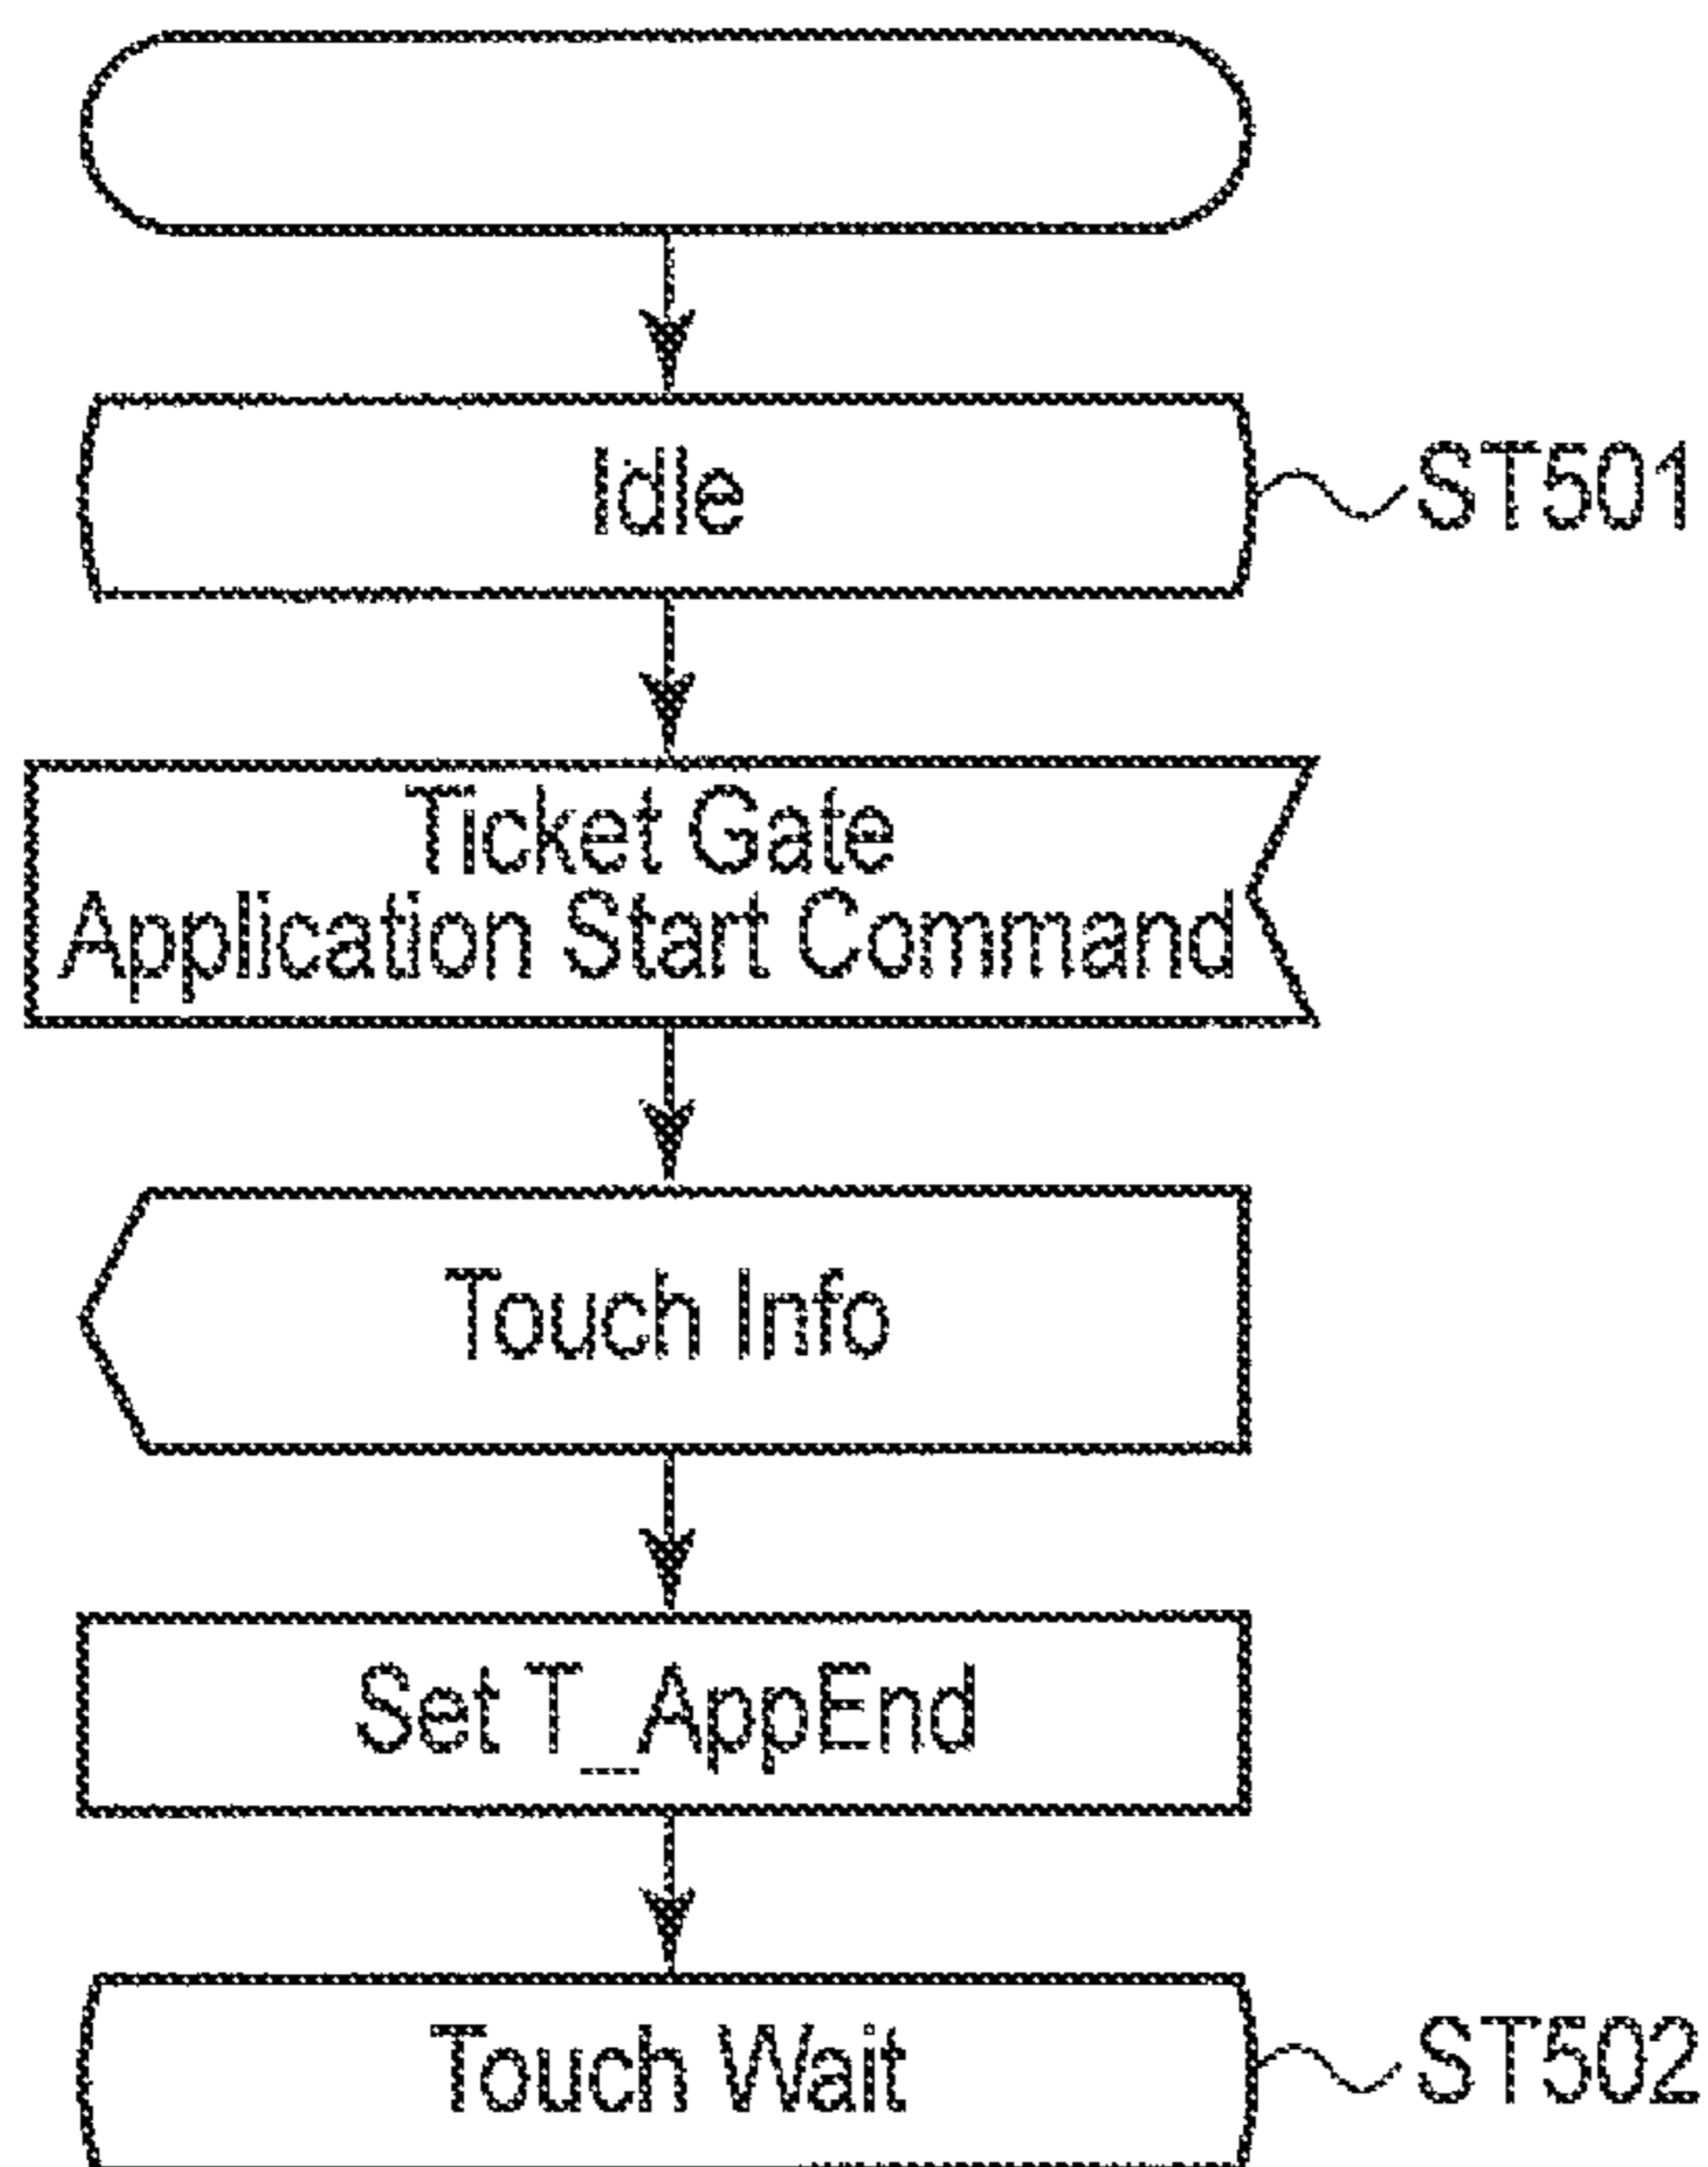 Idle
ST501
Ticket Gate
Application Start Command
Touch Info
Set T_AppEnd
Touch Wait
ST502